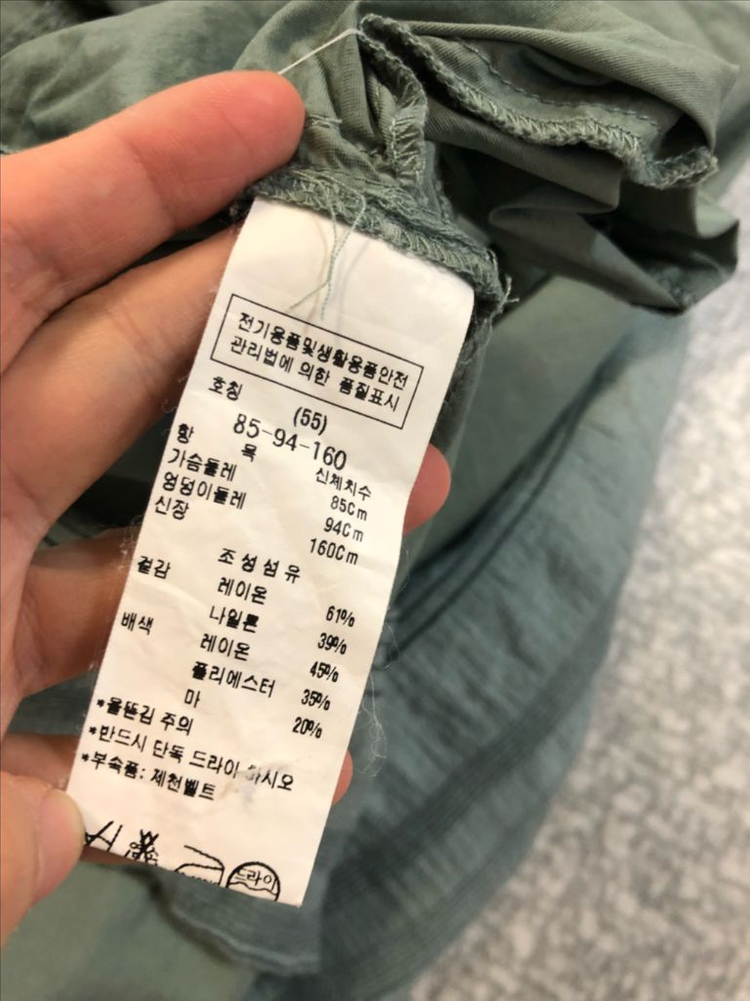 전기용품및생활용품안전
관리법에 의한 품질표시
호칭
(55)
85-94-160
항 목 신체치수
가슴둘레 85Cm
엉덩이둘레 94Cm
신장 160Cm
조성섬유
겉감 레이온 61%
나일론 39%
배색 레이온 45%
폴리에스터 35%
마 20%
*올뜯김 주의
*반드시 단독 드라이 하시오
*부속품: 제천벨트
드라이